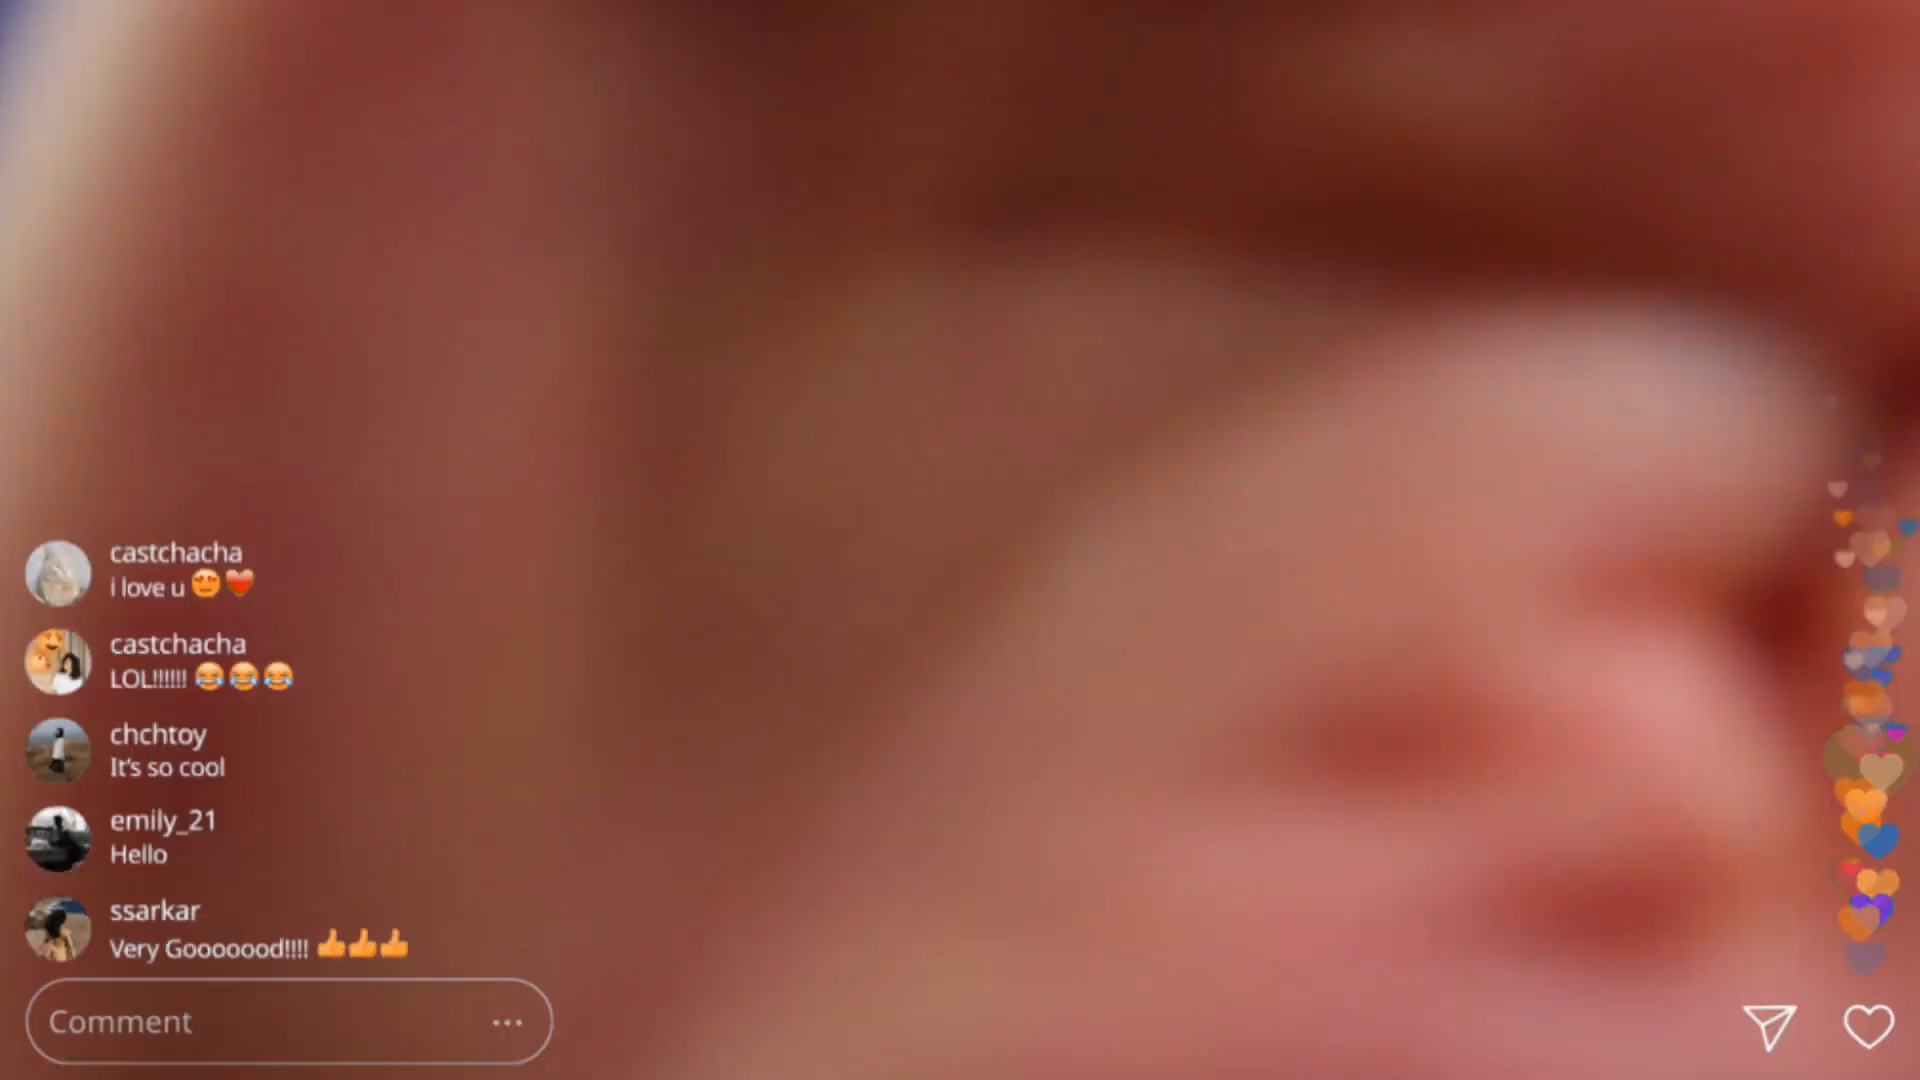 castchacha
i love u 😍❤️
castchacha
LOL!!!!!! 😂😂😂
chchtoy
It's so cool
emily_21
Hello
ssarkar
Very Gooooood!!!! 👍👍👍
Comment ...